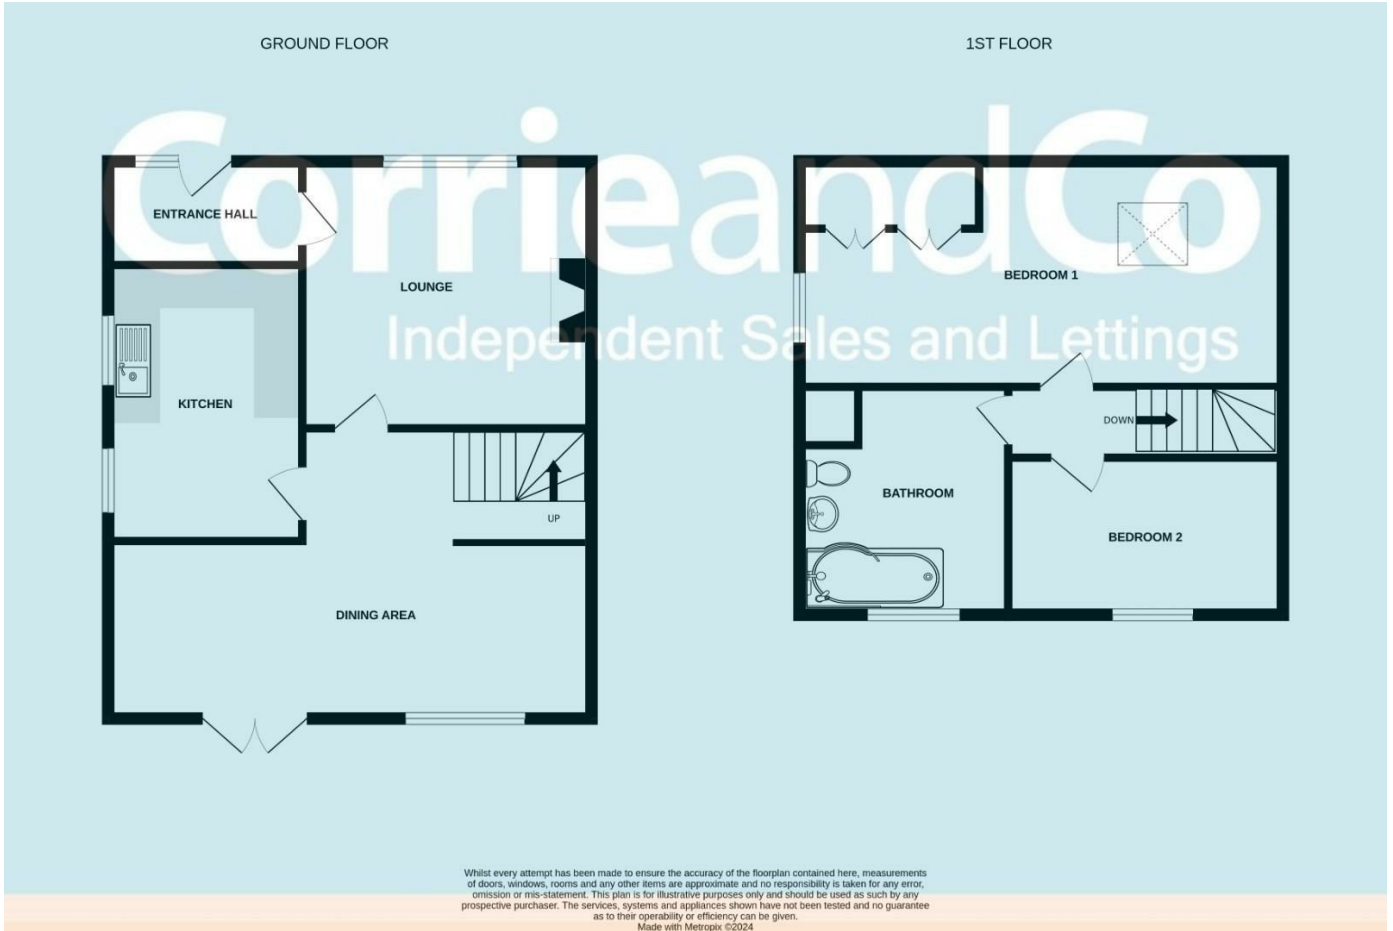 GROUND FLOOR
1ST FLOOR
CorrieandCo
Independent Sales and Lettings
ENTRANCE HALL
LOUNGE
KITCHEN
UP
DINING AREA
BEDROOM 1
DOWN
BATHROOM
BEDROOM 2
Whilst every attempt has been made to ensure the accuracy of the floorplan contained here, measurements
of doors, windows, rooms and any other items are approximate and no responsibility is taken for any error,
omission or mis-statement. This plan is for illustrative purposes only and should be used as such by any
prospective purchaser. The services, systems and appliances shown have not been tested and no guarantee
as to their operability or efficiency can be given.
Made with Metropix ©2024